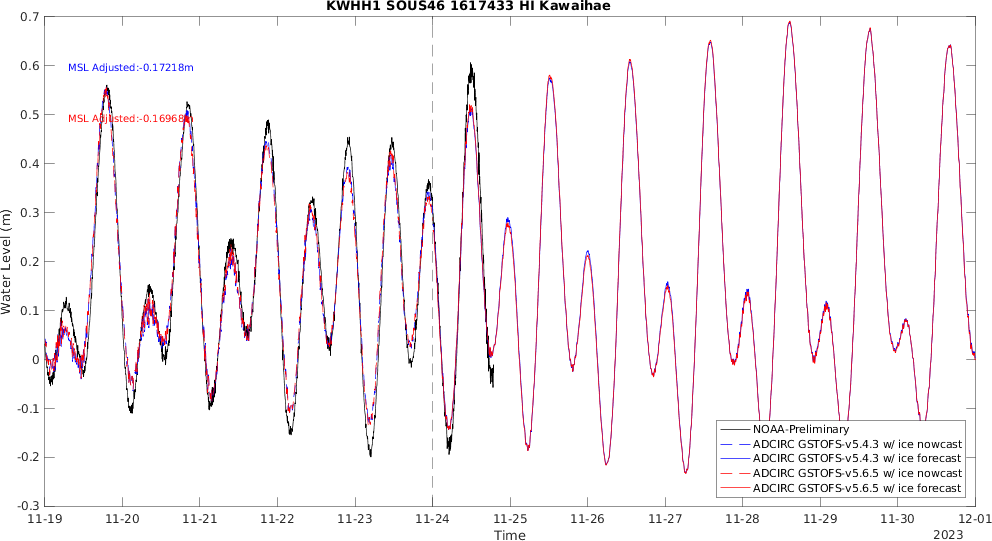 KWHH1 SOUS46 1617433 HI Kawaihae
0.7
0.6
0.5
0.4
0.3
0.2
0.1
0
-0.1
-0.2
-0.3
Water Level (m)
MSL Adjusted:-0.17218m
MSL Adjusted:-0.16968m
NOAA-Preliminary
ADCIRC GSTOFS-v5.4.3 w/ ice nowcast
ADCIRC GSTOFS-v5.4.3 w/ ice forecast
ADCIRC GSTOFS-v5.6.5 w/ ice nowcast
ADCIRC GSTOFS-v5.6.5 w/ ice forecast
11-19 11-20 11-21 11-22 11-23 11-24 11-25 11-26 11-27 11-28 11-29 11-30 12-01
Time
2023